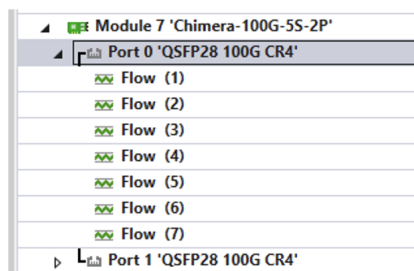 Module 7 'Chimera-100G-5S-2P'
Port 0 'QSFP28 100G CR4'
Flow (1)
Flow (2)
Flow (3)
Flow (4)
Flow (5)
Flow (6)
Flow (7)
Port 1 'QSFP28 100G CR4'